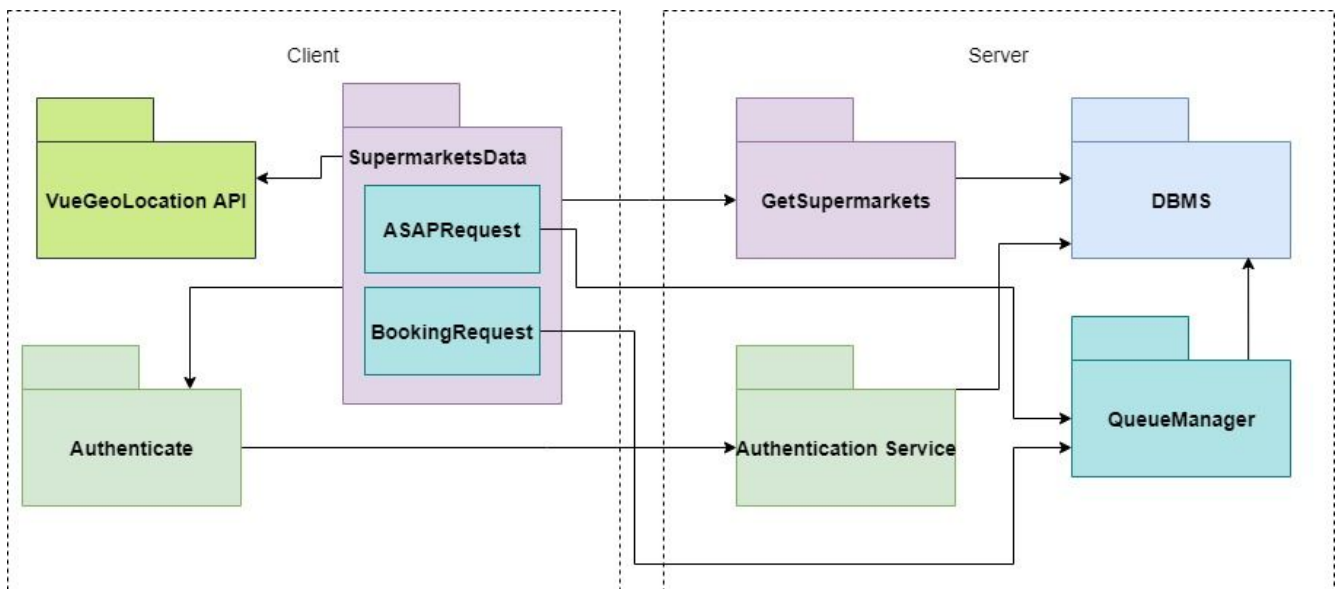 Client
Server
VueGeoLocation API
SupermarketsData
ASAPRequest
BookingRequest
GetSupermarkets
DBMS
Authenticate
Authentication Service
QueueManager